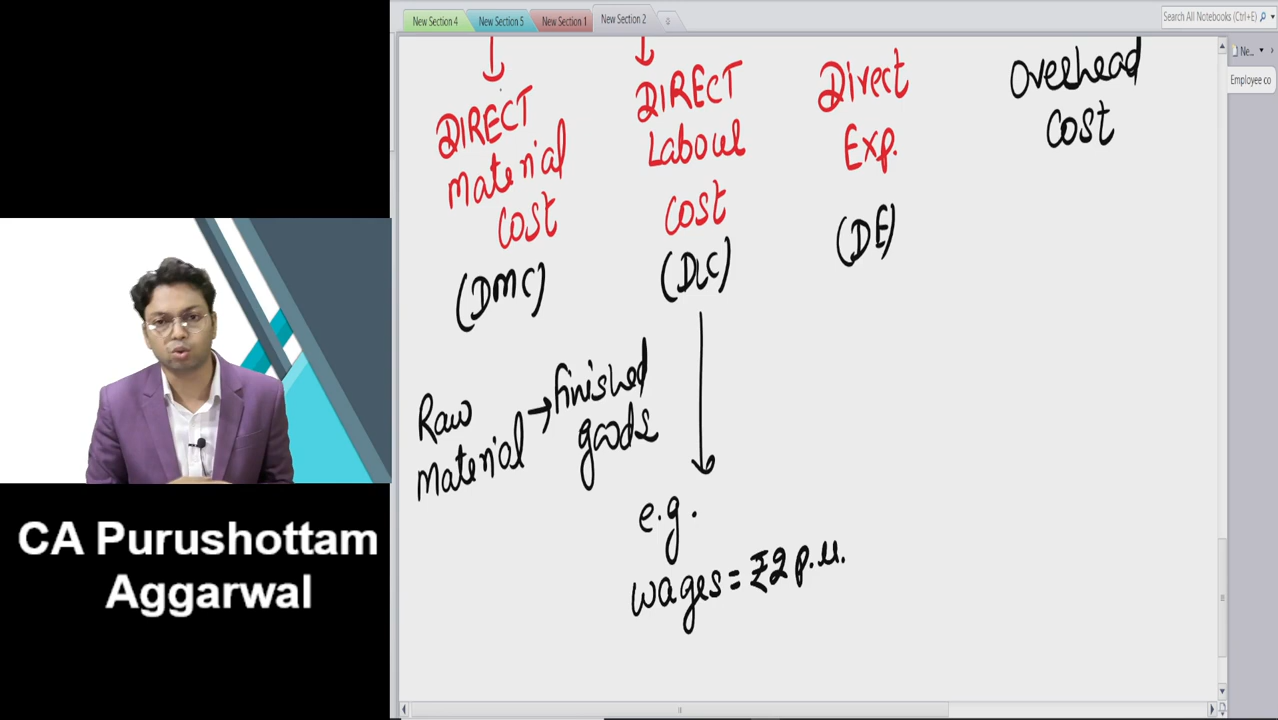 New Section 4
New Section 5
New Section 1
New Section 2
Search All Notebooks (Ctrl+E)
Ne...
Employee co
DIRECT
Material
Cost
(DMC)
DIRECT
Labour
Cost
(DLC)
Direct
Exp.
(DE)
Overhead
Cost
Raw
Material → finished
goods
e.g.
wages = ₹2 p.u.
CA Purushottam
Aggarwal